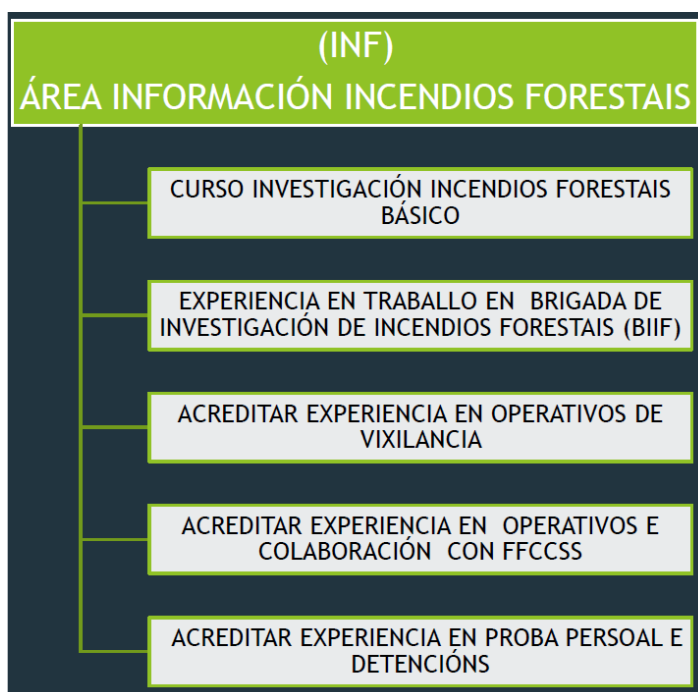 (INF)
ÁREA INFORMACIÓN INCENDIOS FORESTAIS
CURSO INVESTIGACIÓN INCENDIOS FORESTAIS
BÁSICO
EXPERIENCIA EN TRABALLO EN BRIGADA DE
INVESTIGACIÓN DE INCENDIOS FORESTAIS (BIIF)
ACREDITAR EXPERIENCIA EN OPERATIVOS DE
VIXILANCIA
ACREDITAR EXPERIENCIA EN OPERATIVOS E
COLABORACIÓN CON FFCCSS
ACREDITAR EXPERIENCIA EN PROBA PERSOAL E
DETENCIÓNS